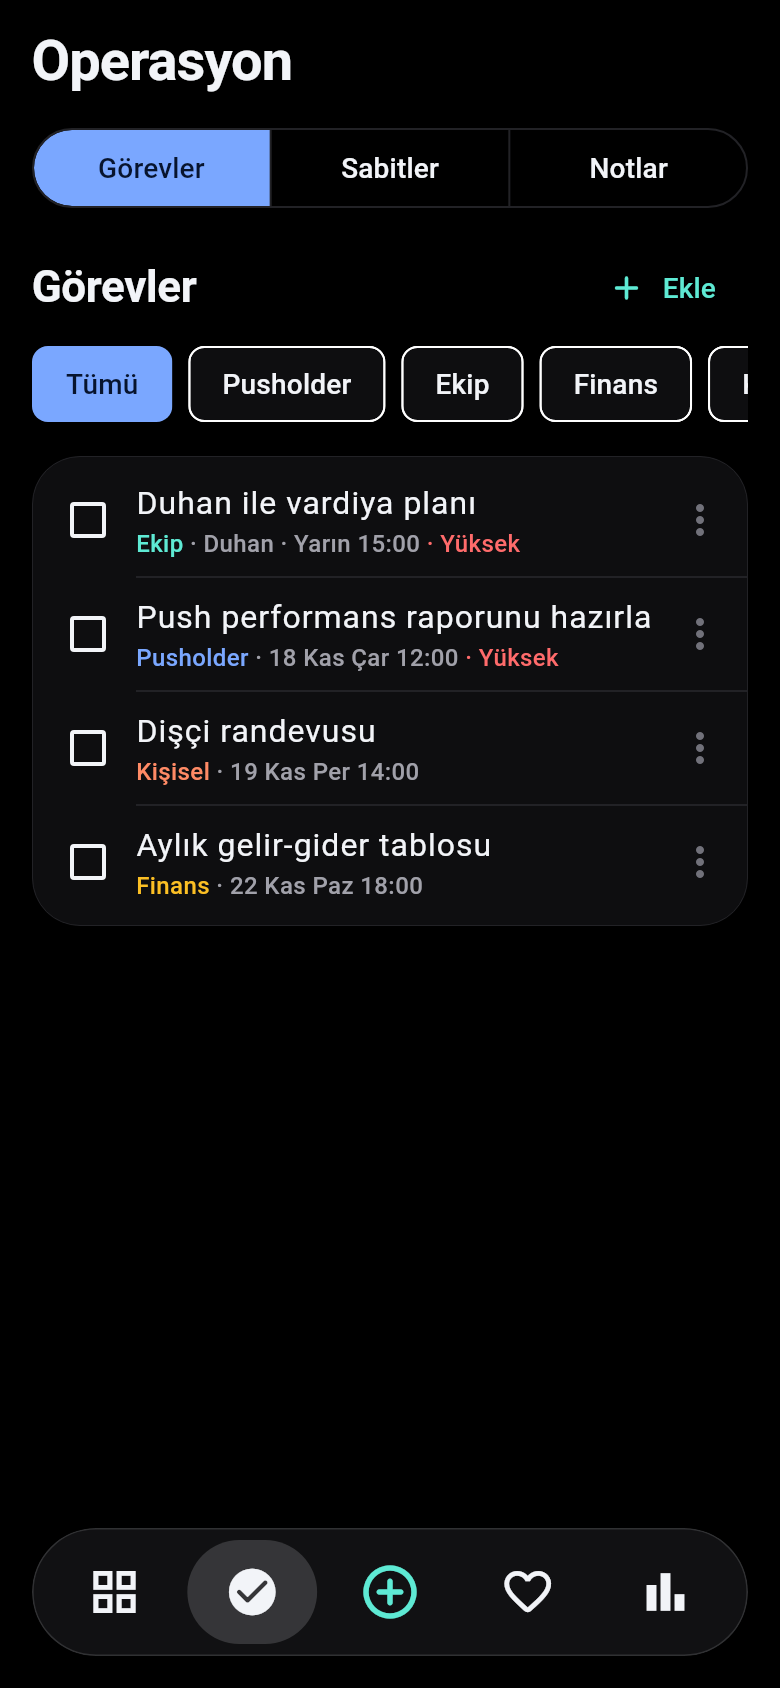 Operasyon
Görevler Sabitler Notlar
Görevler + Ekle
Tümü Pusholder Ekip Finans
Duhan ile vardiya planı
Ekip · Duhan · Yarın 15:00 · Yüksek
Push performans raporunu hazırla
Pusholder · 18 Kas Çar 12:00 · Yüksek
Dişçi randevusu
Kişisel · 19 Kas Per 14:00
Aylık gelir-gider tablosu
Finans · 22 Kas Paz 18:00